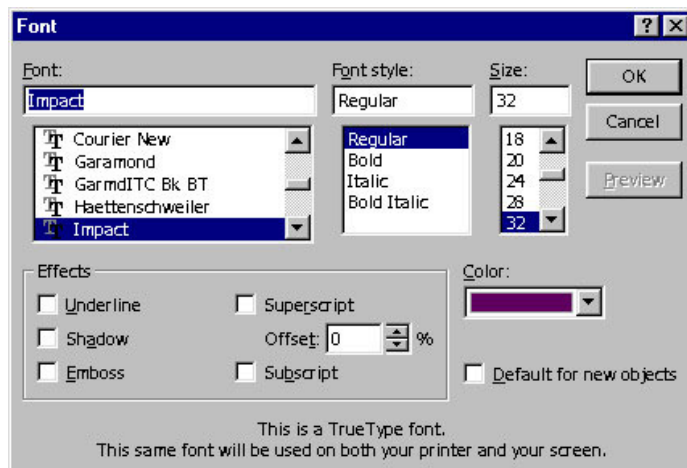 Font
Font: Font style: Size:
Impact Regular 32 OK
Courier New Regular 18 Cancel
Garamond Bold 20
GarmdITC Bk BT Italic 24 Preview
Haettenschweiler Bold Italic 28
Impact 32
Effects Color:
Underline Superscript
Shadow Offset: 0 %
Emboss Subscript Default for new objects
This is a TrueType font.
This same font will be used on both your printer and your screen.